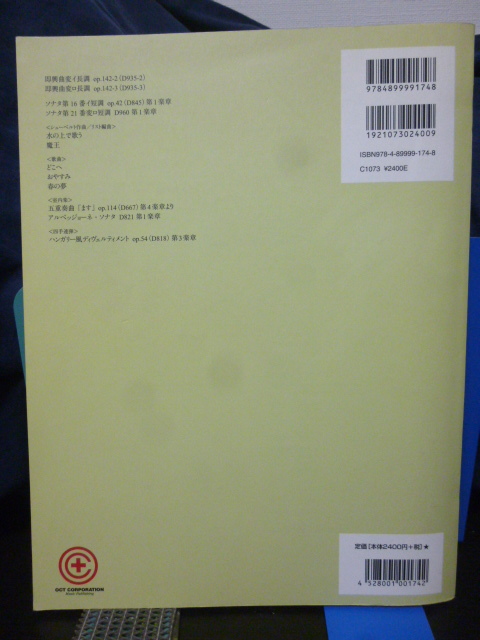 即興曲変イ長調 op.142-2 (D935-2)
即興曲変ロ長調 op.142-3 (D935-3)
ソナタ第16番イ短調 op.42 (D845) 第1楽章
ソナタ第21番変ロ短調 D960 第1楽章
<シューベルト作曲/リスト編曲>
水の上で歌う
魔王
<歌曲>
どこへ
おやすみ
春の夢
<室内楽>
五重奏曲「ます」op.114 (D667) 第4楽章より
アルペッジョーネ・ソナタ D821 第1楽章
<四手連弾>
ハンガリー風ディヴェルティメント op.54 (D818) 第3楽章
9784899991748
1921073024009
ISBN978-4-89999-174-8
C1073 ¥2400E
定価[本体2400円+税]★
4528001001742
DCT CORPORATION
Music Publishing